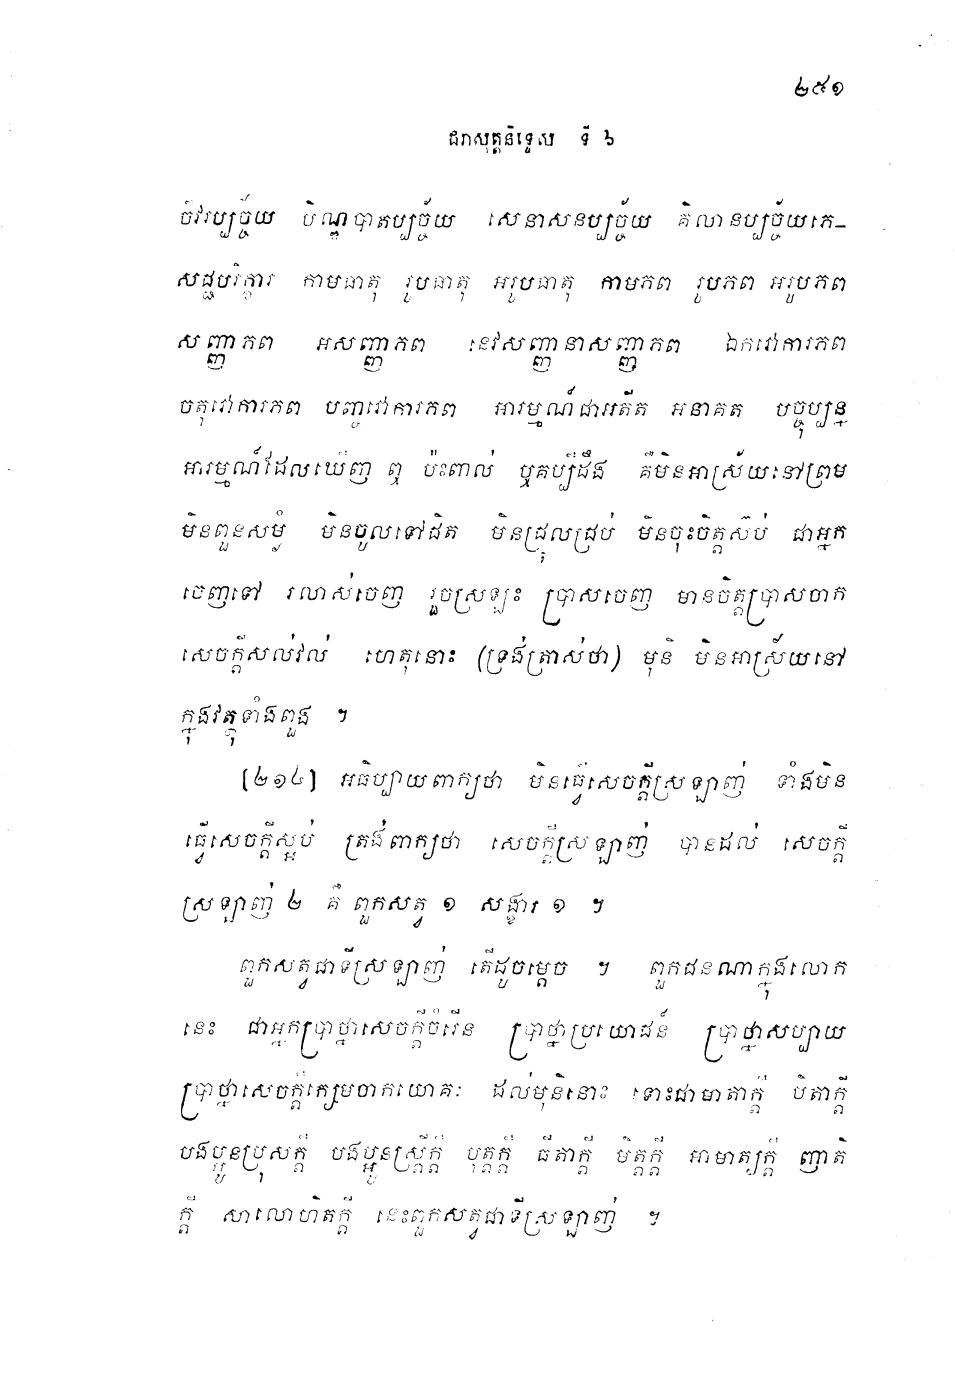 ២៩១
ជរាសុត្តនិទ្ទេស ទី ៦
ចីវរប្បច្ច័យ បិណ្ឌបាតប្បច្ច័យ សេនាសនប្បច្ច័យ គិលានប្បច្ច័យភេ-
សជ្ជបរិក្ខារ កាមធាតុ រូបធាតុ អរូបធាតុ កាមភព រូបភព អរូបភព
សញ្ញាភព អសញ្ញាភព នេវសញ្ញានាសញ្ញាភព ឯកវោការភព
ចតុវោការភព បញ្ចវោការភព អារម្មណ៍ជាអតីត អនាគត បច្ចុប្បន្ន
អារម្មណ៍ដែលឃើញ ឮ ប៉ះពាល់ ឬគប្បីដឹង គឺមិនអាស្រ័យនៅព្រម
មិនពួនសម្ងំ មិនចូលទៅជិត មិនជ្រុលជ្រប់ មិនចុះចិត្តស៊ប់ ជាអ្នក
ចេញទៅ រលាស់ចេញ រួចស្រឡះ ប្រាសចេញ មានចិត្តប្រាសចាក
សេចក្តីសល់វល់ ហេតុនោះ (ទ្រង់ត្រាស់ថា) មុនិ មិនអាស្រ័យនៅ
ក្នុងវត្ថុទាំងពួង ។
[២១៤] អធិប្បាយពាក្យថា មិនធ្វើសេចក្តីស្រឡាញ់ ទាំងមិន
ធ្វើសេចក្តីស្អប់ ត្រង់ពាក្យថា សេចក្តីស្រឡាញ់ បានដល់ សេចក្តី
ស្រឡាញ់ ២ គឺ ពួកសត្វ ១ សង្ខារ ១ ។
ពួកសត្វជាទីស្រឡាញ់ តើដូចម្តេច ។ ពួកជនណាក្នុងលោក
នេះ ជាអ្នកប្រាថ្នាសេចក្តីចំរើន ប្រាថ្នាប្រយោជន៍ ប្រាថ្នាសប្បាយ
ប្រាថ្នាសេចក្តីក្សេមចាកយោគៈ ដល់មុនិនោះ ទោះជាមាតាក្តី បិតាក្តី
បងប្អូនប្រុសក្តី បងប្អូនស្រីក្តី បុត្តក្តី ធីតាក្តី មិត្តក្តី អាមាត្យក្តី ញាតិ
ក្តី សាលោហិតក្តី នេះពួកសត្វជាទីស្រឡាញ់ ។